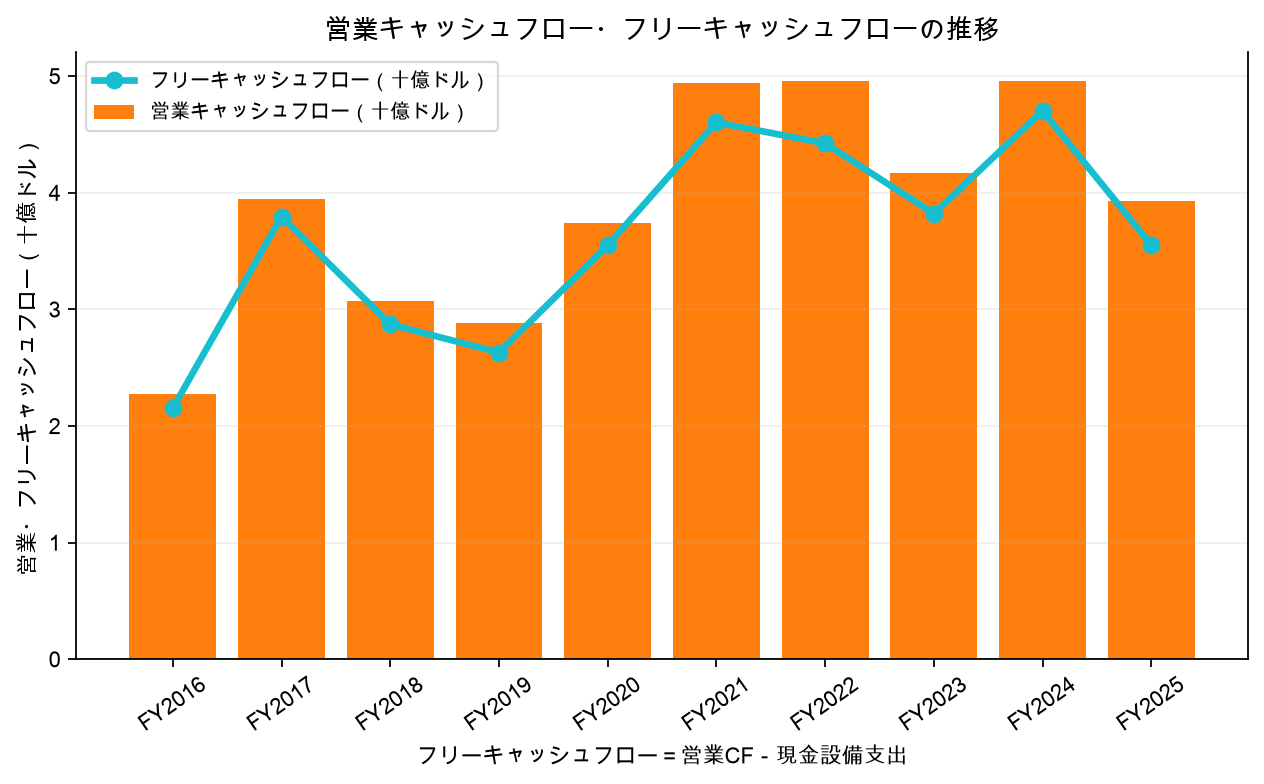 営業キャッシュフロー・フリーキャッシュフローの推移
フリーキャッシュフロー(十億ドル)
営業キャッシュフロー(十億ドル)
営業・フリーキャッシュフロー(十億ドル)
5
4
3
2
1
0
FY2016
FY2017
FY2018
FY2019
FY2020
FY2021
FY2022
FY2023
FY2024
FY2025
フリーキャッシュフロー = 営業CF - 現金設備支出